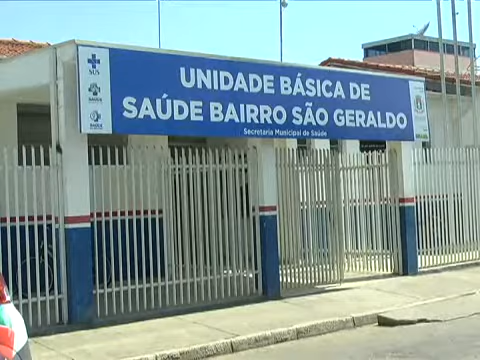 SUS
UNIDADE BÁSICA DE
SAÚDE BAIRRO SÃO GERALDO
Secretaria Municipal de Saúde